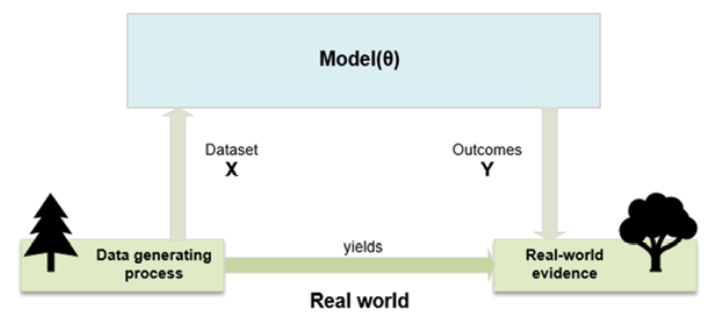 Model(θ)
Dataset
X
Outcomes
Y
Data generating
process
yields
Real-world
evidence
Real world